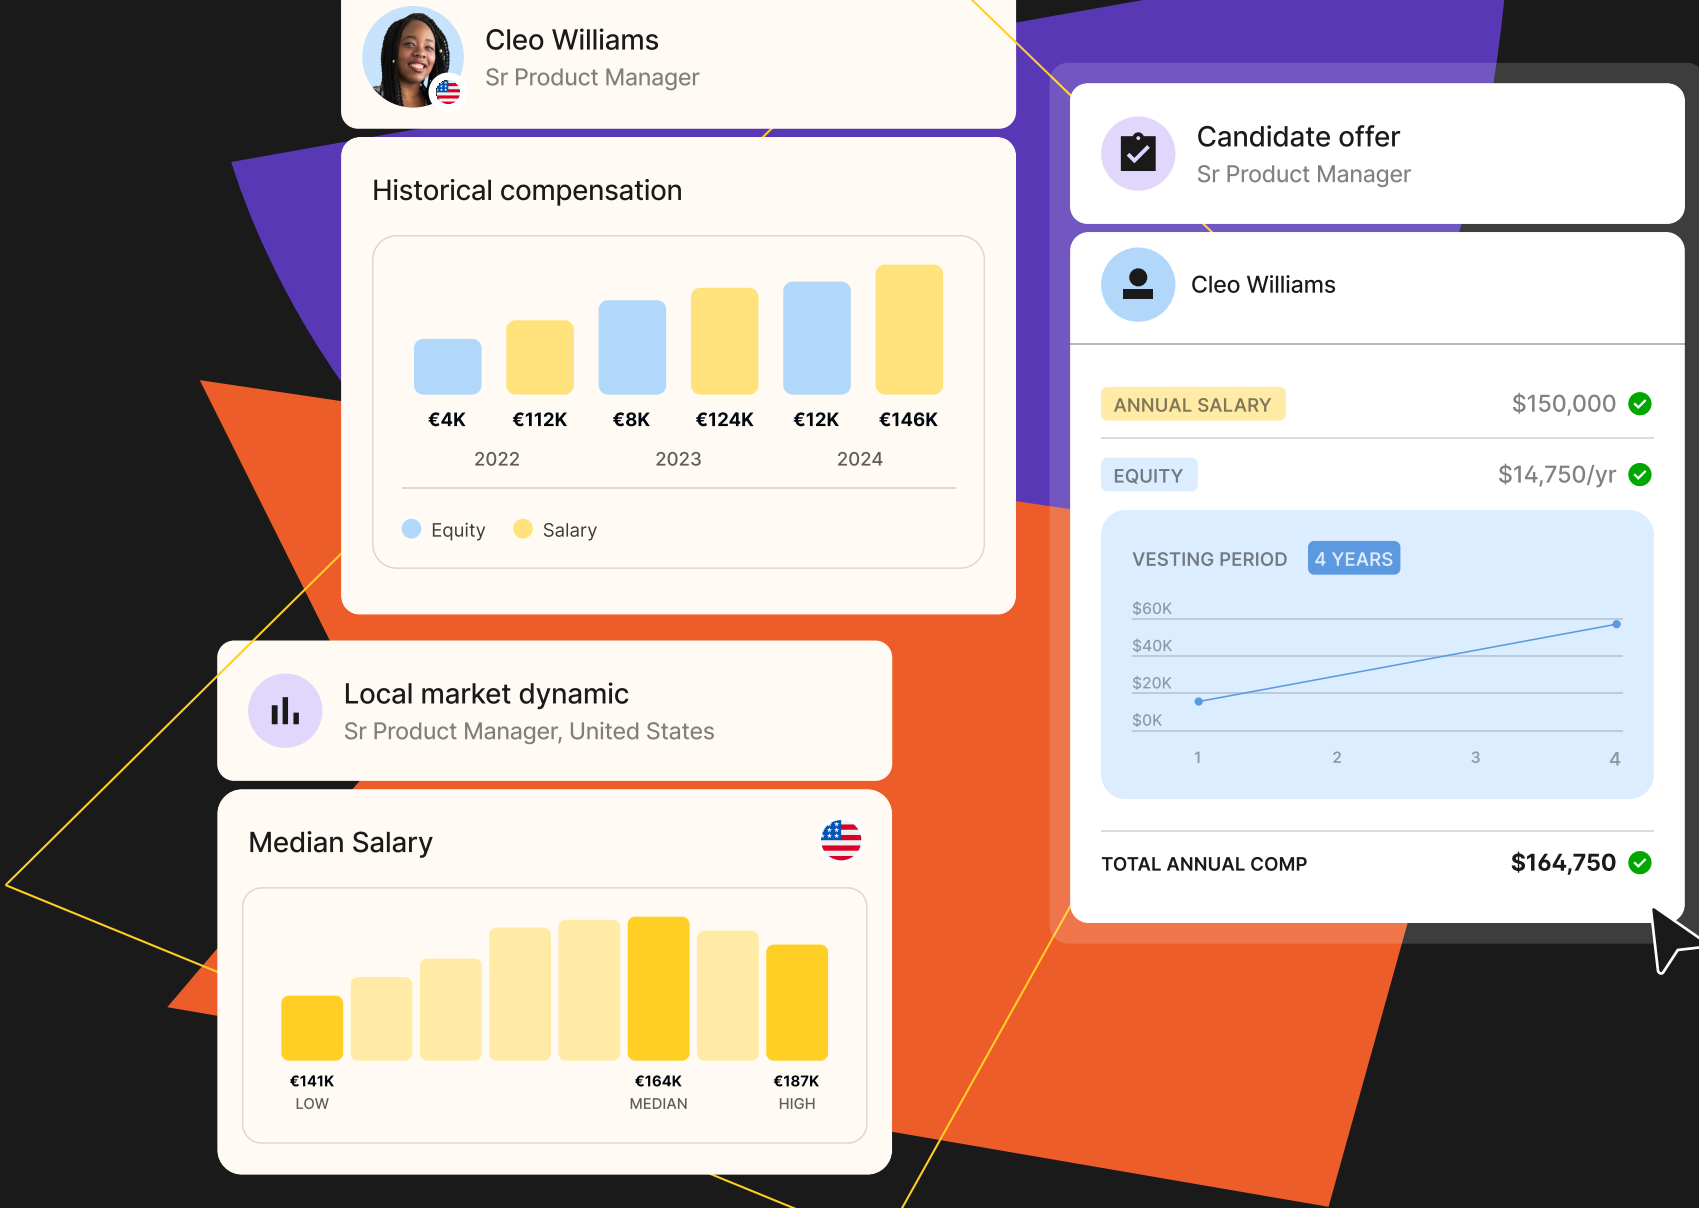 Cleo Williams
Sr Product Manager
Historical compensation
€4K €112K €8K €124K €12K €146K
2022 2023 2024
Equity Salary
Local market dynamic
Sr Product Manager, United States
Median Salary
€141K €164K €187K
LOW MEDIAN HIGH
Candidate offer
Sr Product Manager
Cleo Williams
ANNUAL SALARY $150,000
EQUITY $14,750/yr
VESTING PERIOD 4 YEARS
$60K
$40K
$20K
$0K
1 2 3 4
TOTAL ANNUAL COMP $164,750